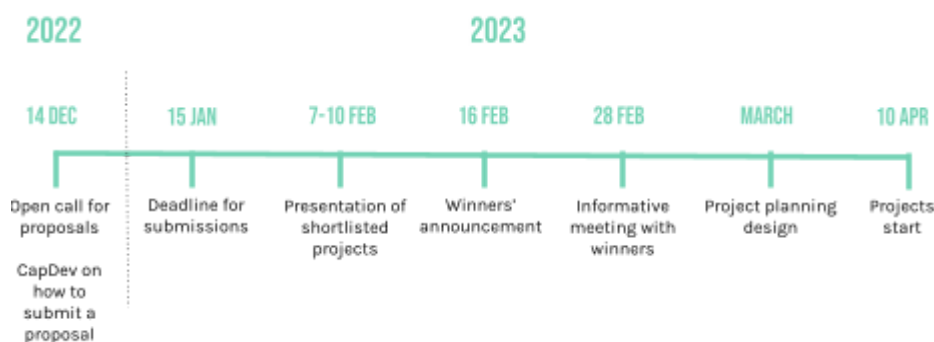 2022
2023
14 DEC
15 JAN
7-10 FEB
16 FEB
28 FEB
MARCH
10 APR
Open call for
proposals
CapDev on
how to
submit a
proposal
Deadline for
submissions
Presentation of
shortlisted
projects
Winners'
announcement
Informative
meeting with
winners
Project planning
design
Projects
start